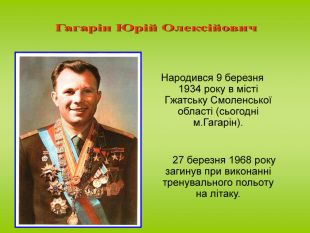 Гагарін Юрій Олексійович
Народився 9 березня
1934 року в місті
Гжатську Смоленської
області (сьогодні
м.Гагарін).
27 березня 1968 року
загинув при виконанні
тренувального польоту
на літаку.